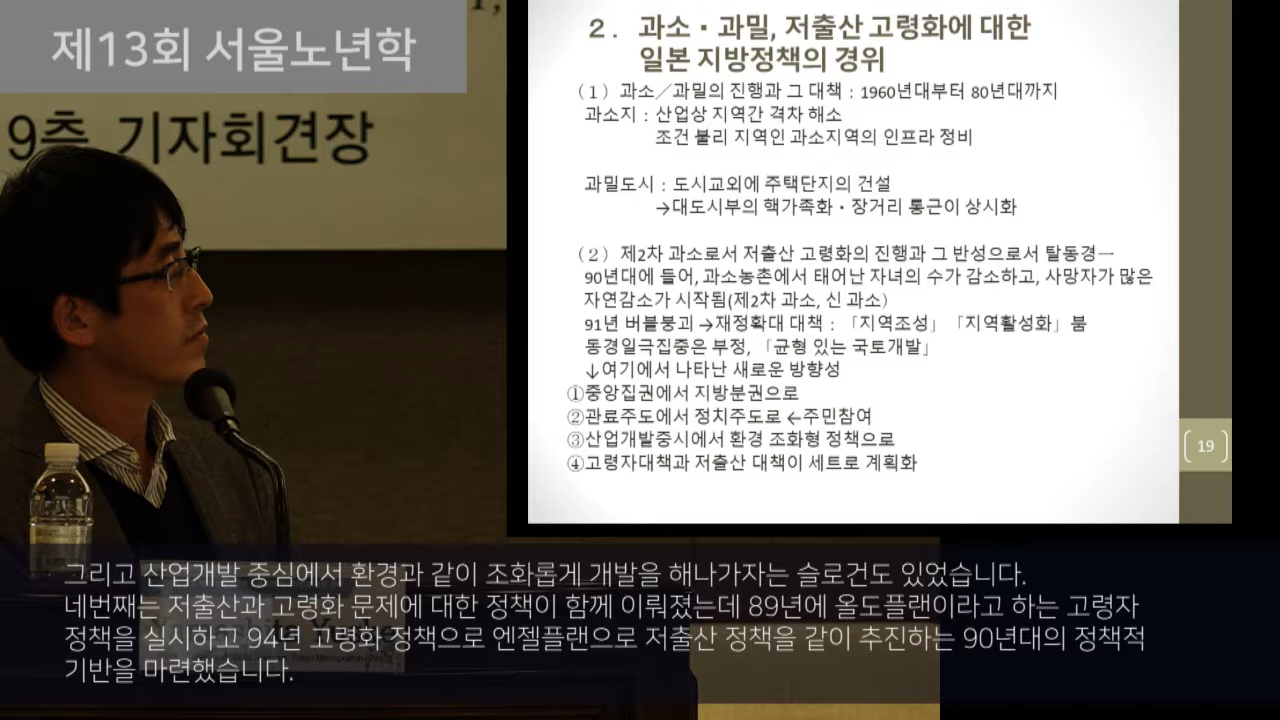 제13회 서울노년학
9층 기자회견장
2. 과소・과밀, 저출산 고령화에 대한
일본 지방정책의 경위
(1) 과소/과밀의 진행과 그 대책 : 1960년대부터 80년대까지
과소지 : 산업상 지역간 격차 해소
조건 불리 지역인 과소지역의 인프라 정비
과밀도시 : 도시교외에 주택단지의 건설
→대도시부의 핵가족화・장거리 통근이 상시화
(2) 제2차 과소로서 저출산 고령화의 진행과 그 반성으로서 탈동경一
90년대에 들어, 과소농촌에서 태어난 자녀의 수가 감소하고, 사망자가 많은
자연감소가 시작됨(제2차 과소, 신 과소)
91년 버블붕괴 →재정확대 대책 : 「지역조성」 「지역활성화」 붐
동경일극집중은 부정, 「균형 있는 국토개발」
↓여기에서 나타난 새로운 방향성
①중앙집권에서 지방분권으로
②관료주도에서 정치주도로 ←주민참여
③산업개발중시에서 환경 조화형 정책으로
④고령자대책과 저출산 대책이 세트로 계획화
19
그리고 산업개발 중심에서 환경과 같이 조화롭게 개발을 해나가자는 슬로건도 있었습니다.
네번째는 저출산과 고령화 문제에 대한 정책이 함께 이뤄졌는데 89년에 올도플랜이라고 하는 고령자
정책을 실시하고 94년 고령화 정책으로 엔젤플랜으로 저출산 정책을 같이 추진하는 90년대의 정책적
기반을 마련했습니다.